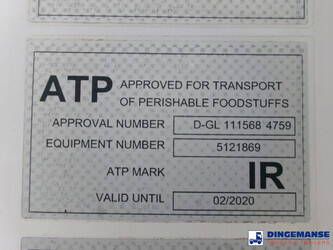 ATP APPROVED FOR TRANSPORT
OF PERISHABLE FOODSTUFFS
APPROVAL NUMBER D-GL 111568 4759
EQUIPMENT NUMBER 5121869
ATP MARK IR
VALID UNTIL 02/2020
DINGEMANSE